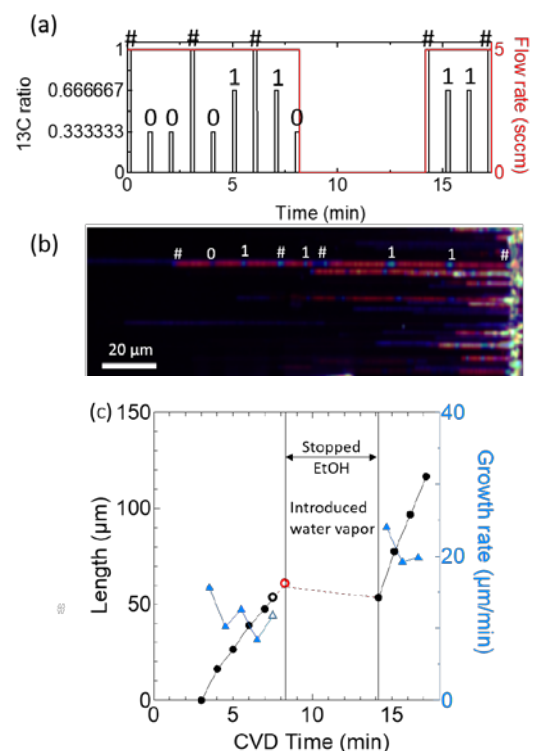 (a)
# # # # #
1
0.666667
0.333333
0
13C ratio
0 0 0 1 1 0 1 1
5
0
Flow rate (sccm)
0 5 10 15
Time (min)
(b)
# 0 1 # 1 # 1 1 #
20 µm
(c)
150
100
50
0
Length (µm)
Stopped
EtOH
Introduced
water vapor
40
20
0
Growth rate
(µm/min)
0 5 10 15
CVD Time (min)